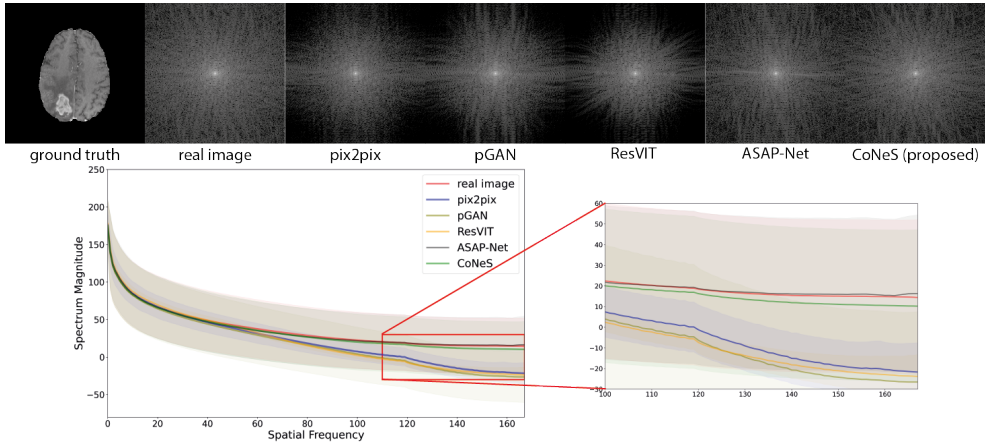 ground truth
real image
pix2pix
pGAN
ResVIT
ASAP-Net
CoNeS (proposed)
250
200
150
100
50
0
−50
Spectrum Magnitude
real image
pix2pix
pGAN
ResVIT
ASAP-Net
CoNeS
0
20
40
60
80
100
120
140
160
Spatial Frequency
60
50
40
30
20
10
0
−10
−20
−30
100
110
120
130
140
150
160